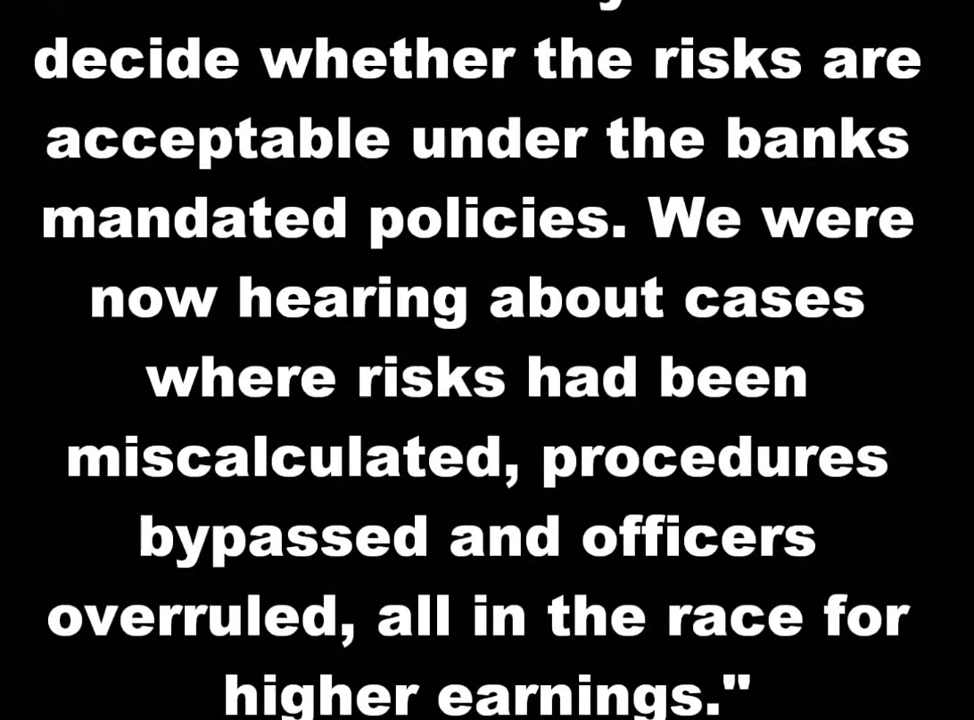 decide whether the risks are
acceptable under the banks
mandated policies. We were
now hearing about cases
where risks had been
miscalculated, procedures
bypassed and officers
overruled, all in the race for
higher earnings."